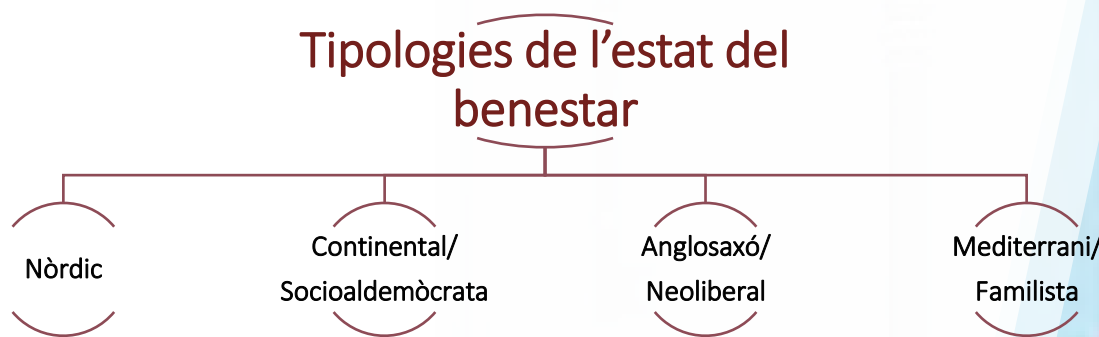 Tipologies de l’estat del
benestar
Nòrdic
Continental/
Socioaldemòcrata
Anglosaxó/
Neoliberal
Mediterrani/
Familista